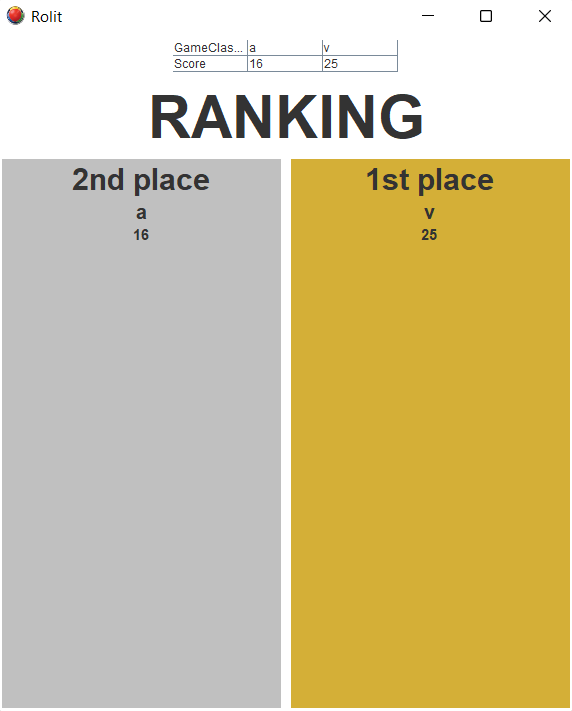 Rolit
GameClas... a v
Score 16 25
RANKING
2nd place
a
16
1st place
v
25